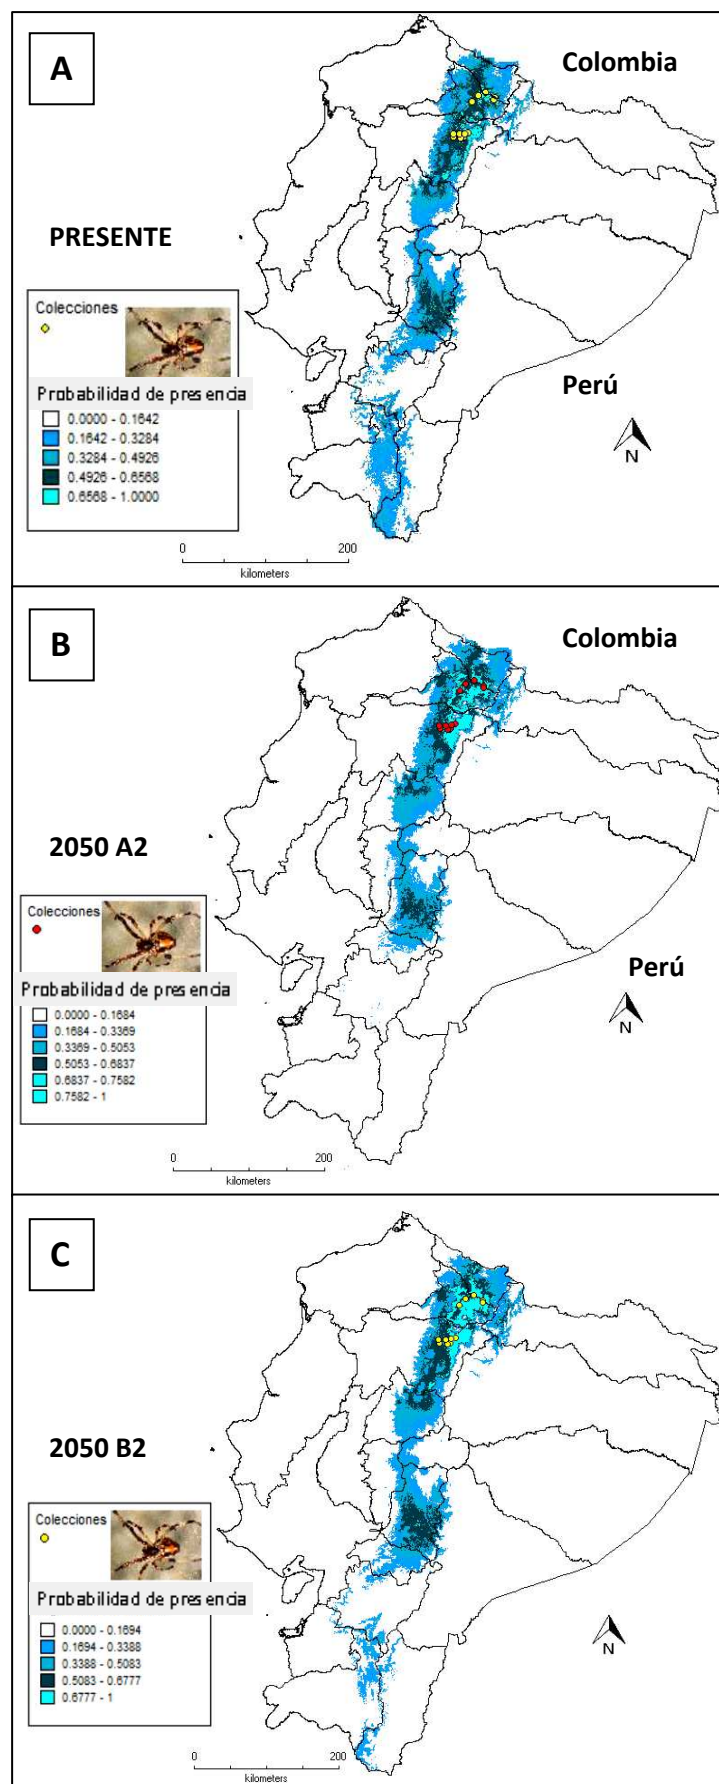 A
Colombia
PRESENTE
Colecciones
Probabilidad de presencia
0.0000 - 0.1642
0.1642 - 0.3284
0.3284 - 0.4926
0.4926 - 0.6568
0.6568 - 1.0000
Perú
N
0 200
kilometers
B
Colombia
2050 A2
Colecciones
Probabilidad de presencia
0.0000 - 0.1684
0.1684 - 0.3369
0.3369 - 0.5053
0.5053 - 0.6837
0.6837 - 0.7582
0.7582 - 1
Perú
N
0 200
kilometers
C
2050 B2
Colecciones
Probabilidad de presencia
0.0000 - 0.1694
0.1694 - 0.3388
0.3388 - 0.5083
0.5083 - 0.6777
0.6777 - 1
N
0 200
kilometers